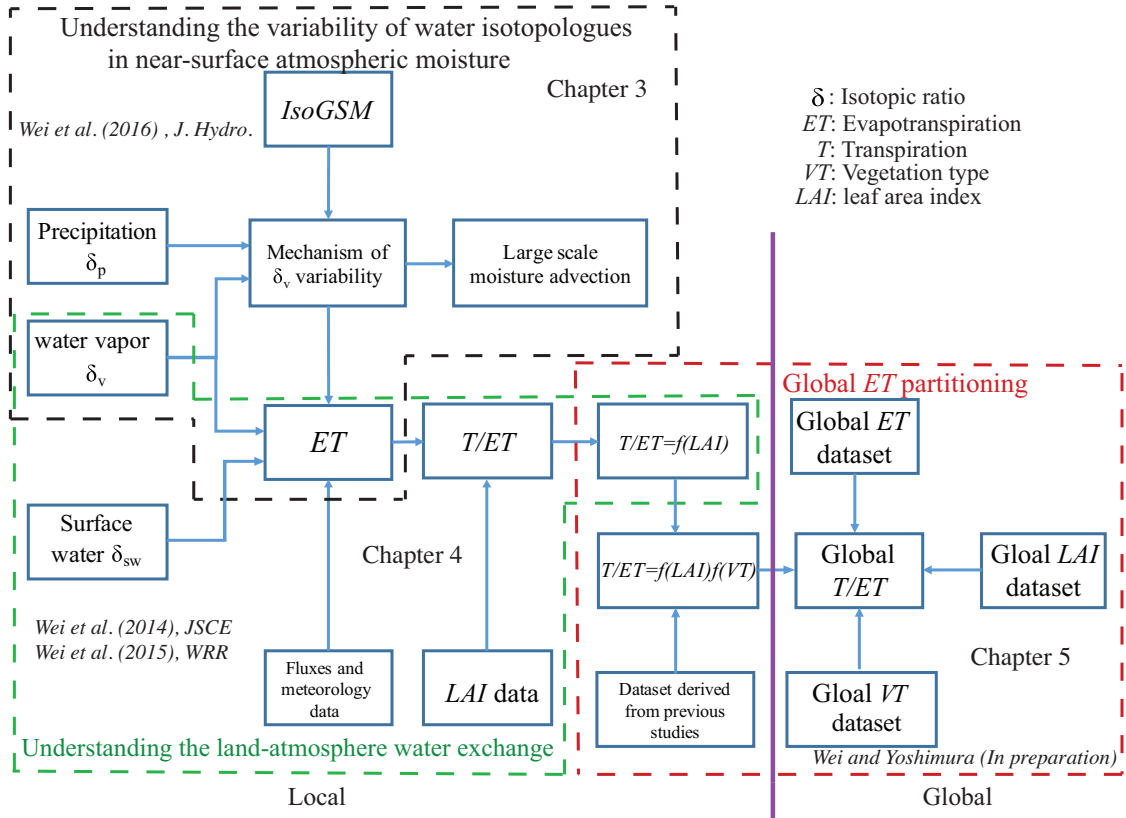 Understanding the variability of water isotopologues
in near-surface atmospheric moisture
Chapter 3
IsoGSM
Wei et al. (2016) , J. Hydro.
δ: Isotopic ratio
ET: Evapotranspiration
T: Transpiration
VT: Vegetation type
LAI: leaf area index
Precipitation
δp
Mechanism of
δv variability
Large scale
moisture advection
water vapor
δv
Global ET partitioning
ET
T/ET
T/ET=f(LAI)
Global ET
dataset
Surface
water δsw
Chapter 4
T/ET=f(LAI)f(VT)
Global
T/ET
Gloal LAI
dataset
Wei et al. (2014), JSCE
Wei et al. (2015), WRR
Fluxes and
meteorology
data
LAI data
Dataset derived
from previous
studies
Gloal VT
dataset
Chapter 5
Understanding the land-atmosphere water exchange
Wei and Yoshimura (In preparation)
Local
Global